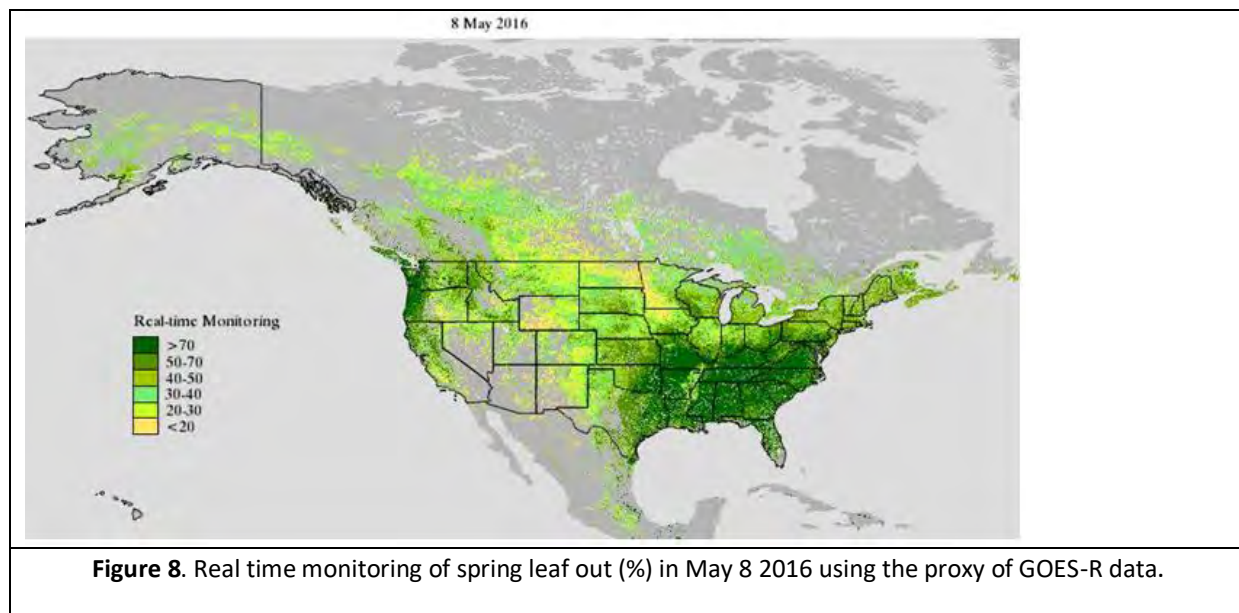 8 May 2016
Real-time Monitoring
>70
50-70
40-50
30-40
20-30
<20
Figure 8. Real time monitoring of spring leaf out (%) in May 8 2016 using the proxy of GOES-R data.